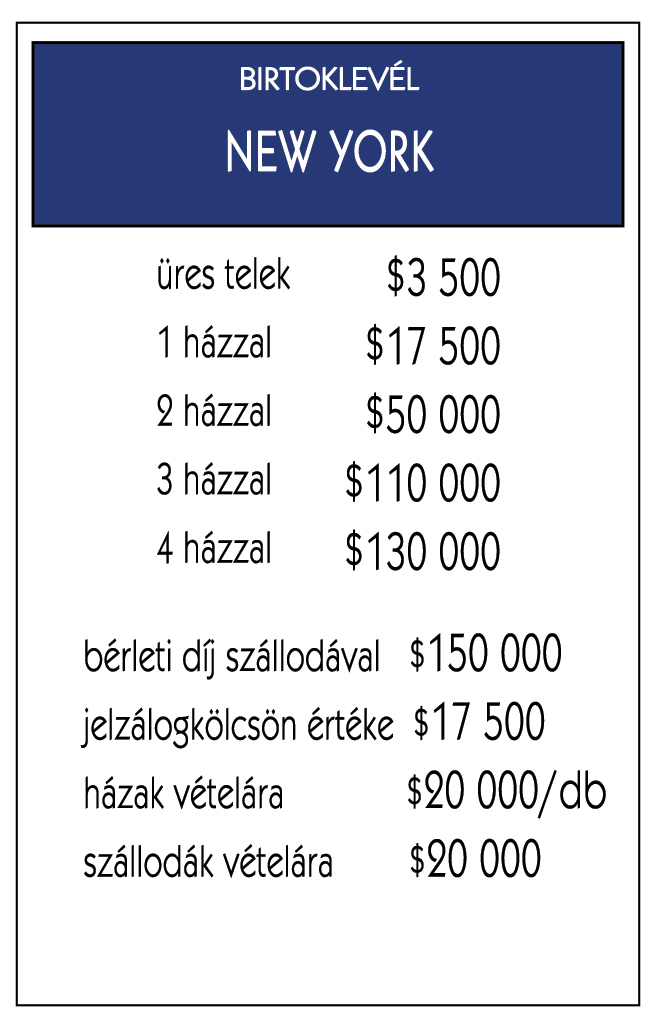 BIRTOKLEVÉL
NEW YORK
üres telek $3 500
1 házzal $17 500
2 házzal $50 000
3 házzal $110 000
4 házzal $130 000
bérleti díj szállodával $150 000
jelzálogkölcsön értéke $17 500
házak vételára $20 000/db
szállodák vételára $20 000